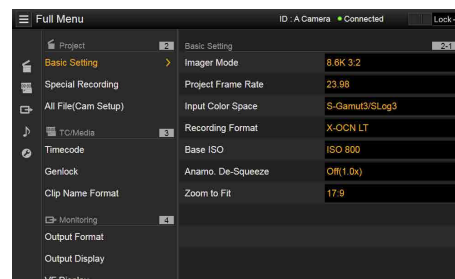 Full Menu ID : A Camera Connected Lock
Project 2
Basic Setting >
Special Recording
All File(Cam Setup)
TC/Media 3
Timecode
Genlock
Clip Name Format
Monitoring 4
Output Format
Output Display
VF Display
Basic Setting 2-1
Imager Mode 8.6K 3:2
Project Frame Rate 23.98
Input Color Space S-Gamut3/SLog3
Recording Format X-OCN LT
Base ISO ISO 800
Anamo. De-Squeeze Off(1.0x)
Zoom to Fit 17:9